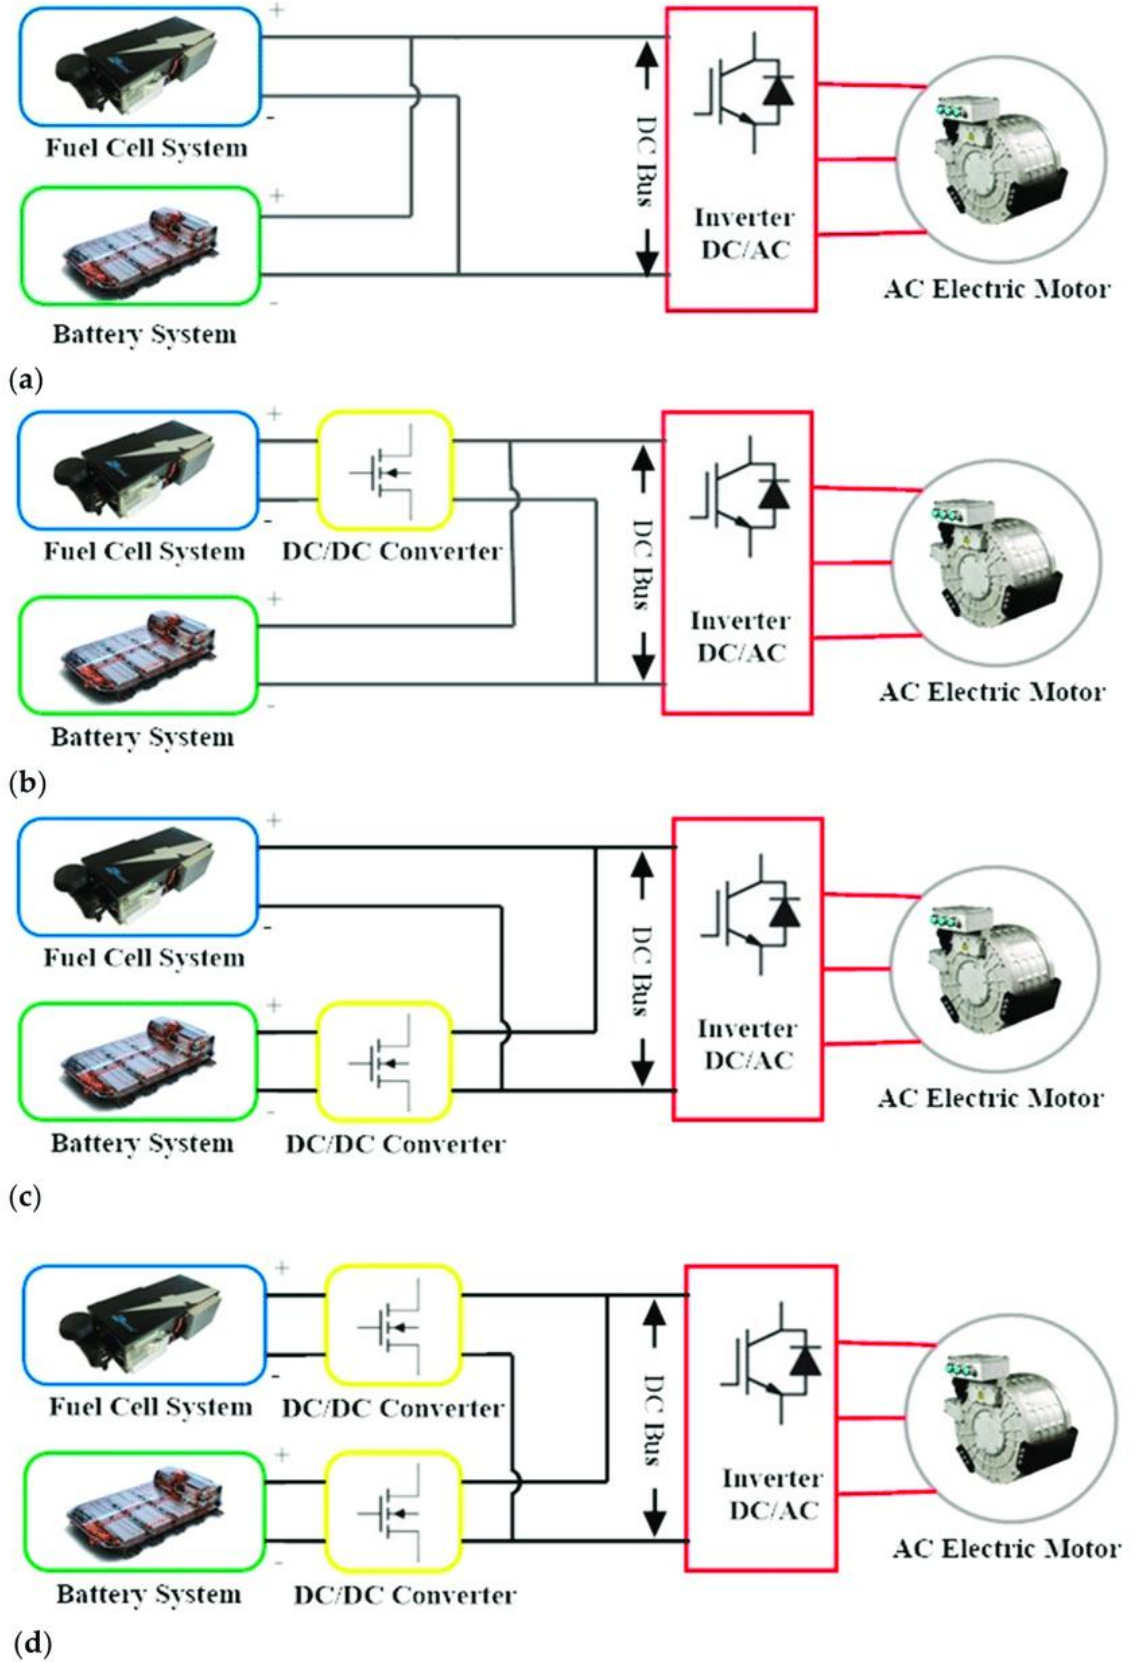 +
-
Fuel Cell System
+
-
Battery System
DC Bus
Inverter
DC/AC
AC Electric Motor
(a)
+
-
Fuel Cell System
DC/DC Converter
+
-
Battery System
DC Bus
Inverter
DC/AC
AC Electric Motor
(b)
+
-
Fuel Cell System
+
-
Battery System
DC/DC Converter
DC Bus
Inverter
DC/AC
AC Electric Motor
(c)
+
-
Fuel Cell System
DC/DC Converter
+
-
Battery System
DC/DC Converter
DC Bus
Inverter
DC/AC
AC Electric Motor
(d)